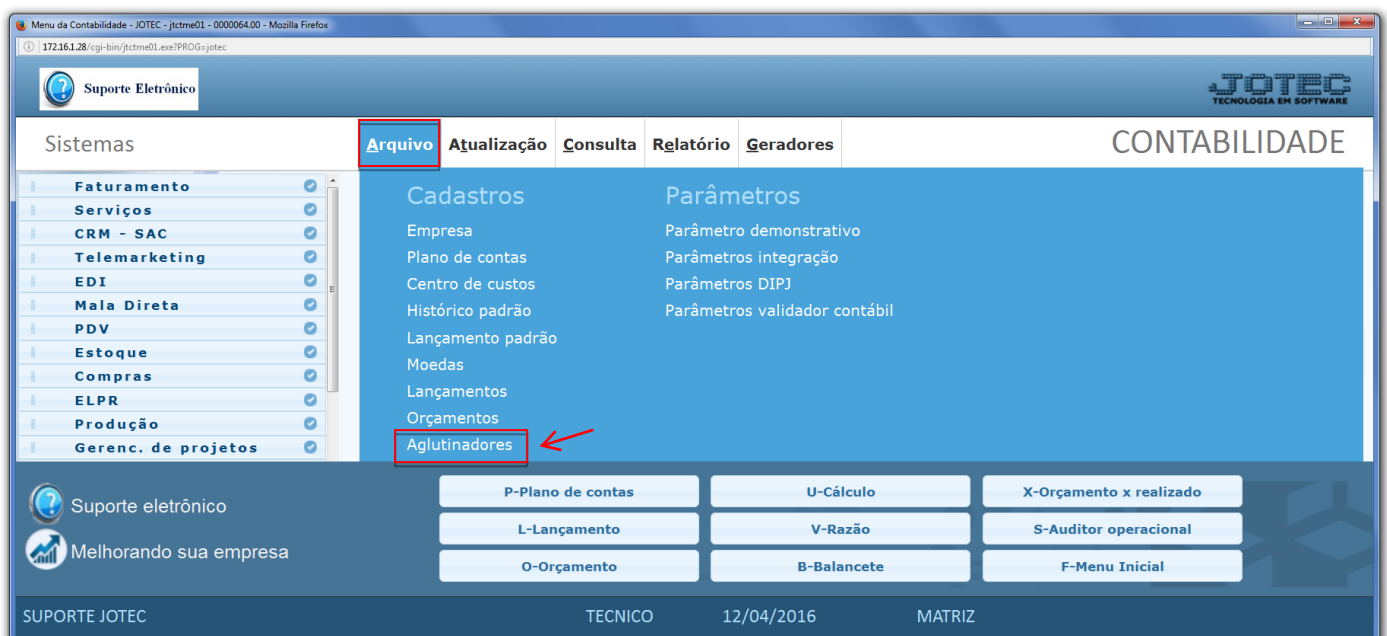 Menu da Contabilidade - JOTEC - jtctme01 - 0000064.00 - Mozilla Firefox
172.16.1.28/cgi-bin/jtctme01.exe?PROG=jotec
Suporte Eletrônico
JOTEC
TECNOLOGIA EM SOFTWARE
Sistemas
Arquivo Atualização Consulta Relatório Geradores
CONTABILIDADE
Faturamento
Serviços
CRM - SAC
Telemarketing
EDI
Mala Direta
PDV
Estoque
Compras
ELPR
Produção
Gerenc. de projetos
Cadastros
Empresa
Plano de contas
Centro de custos
Histórico padrão
Lançamento padrão
Moedas
Lançamentos
Orçamentos
Aglutinadores
Parâmetros
Parâmetro demonstrativo
Parâmetros integração
Parâmetros DIPJ
Parâmetros validador contábil
Suporte eletrônico
Melhorando sua empresa
P-Plano de contas U-Cálculo X-Orçamento x realizado
L-Lançamento V-Razão S-Auditor operacional
O-Orçamento B-Balancete F-Menu Inicial
SUPORTE JOTEC TECNICO 12/04/2016 MATRIZ